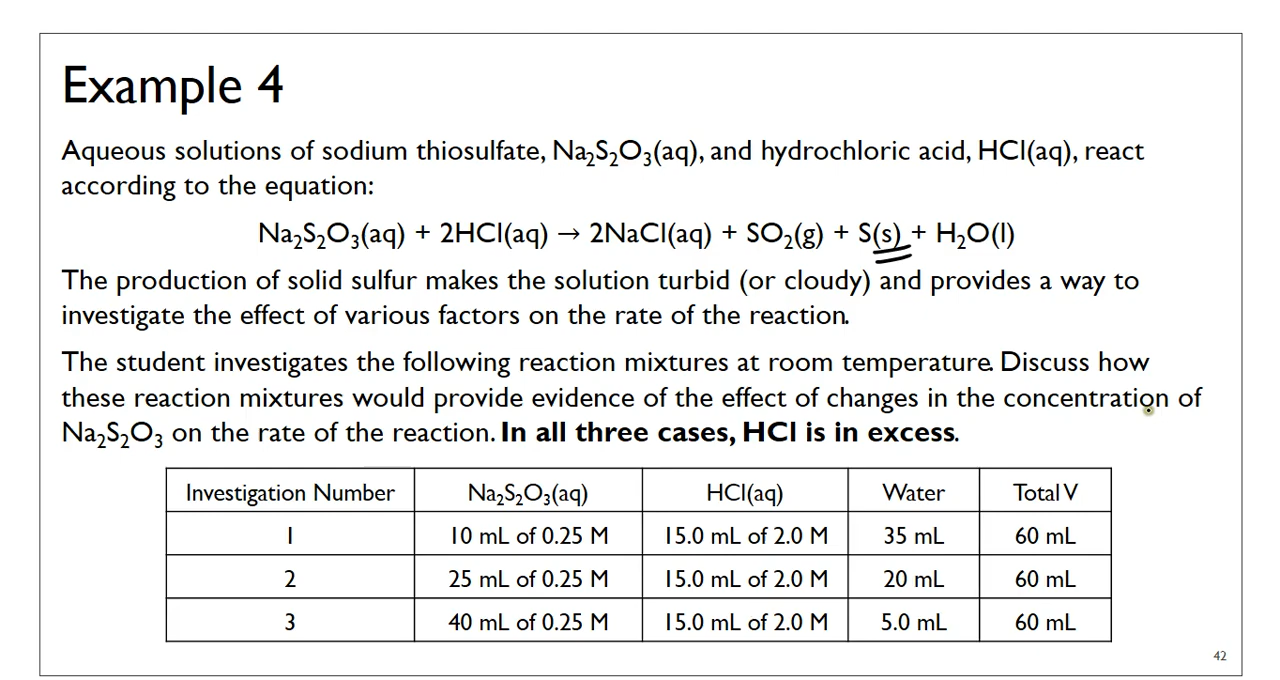 Example 4
Aqueous solutions of sodium thiosulfate, Na₂S₂O₃(aq), and hydrochloric acid, HCl(aq), react
according to the equation:
Na₂S₂O₃(aq) + 2HCl(aq) → 2NaCl(aq) + SO₂(g) + S(s) + H₂O(l)
The production of solid sulfur makes the solution turbid (or cloudy) and provides a way to
investigate the effect of various factors on the rate of the reaction.
The student investigates the following reaction mixtures at room temperature. Discuss how
these reaction mixtures would provide evidence of the effect of changes in the concentration of
Na₂S₂O₃ on the rate of the reaction. In all three cases, HCl is in excess.
Investigation Number Na₂S₂O₃(aq) HCl(aq) Water Total V
1 10 mL of 0.25 M 15.0 mL of 2.0 M 35 mL 60 mL
2 25 mL of 0.25 M 15.0 mL of 2.0 M 20 mL 60 mL
3 40 mL of 0.25 M 15.0 mL of 2.0 M 5.0 mL 60 mL
42